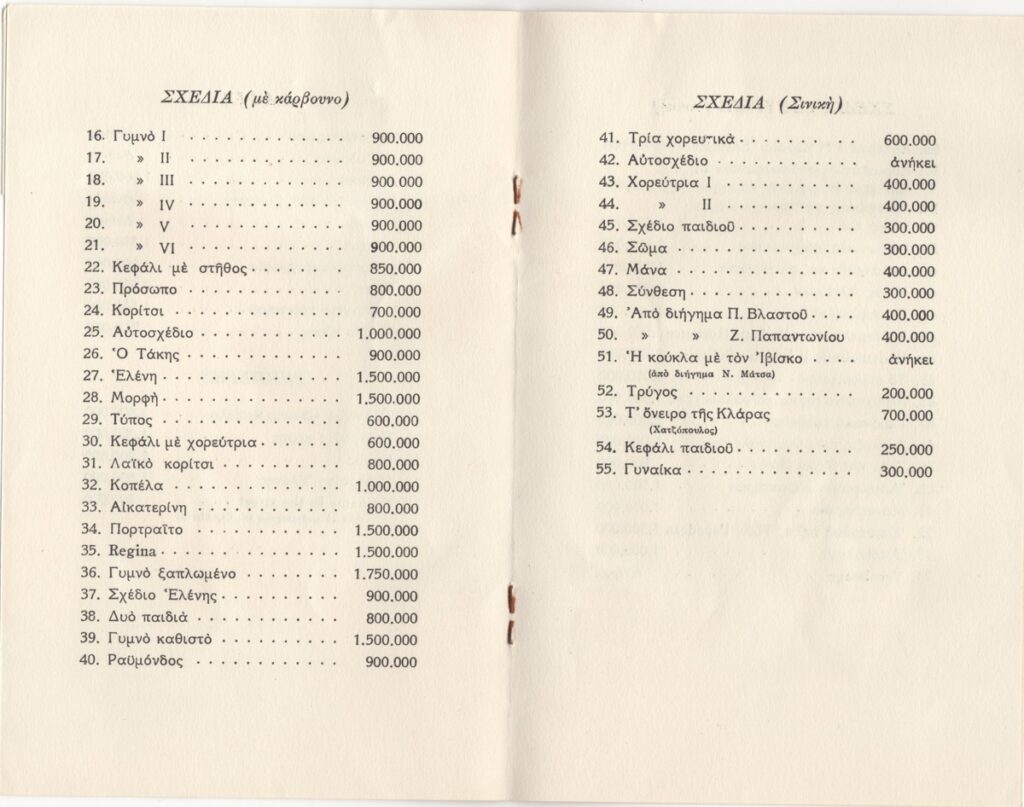 ΣΧΕΔΙΑ (μὲ κάρβουνο)
16. Γυμνὸ I . . . . . . . . . . . . . 900.000
17. » II . . . . . . . . . . . . . 900.000
18. » III . . . . . . . . . . . . . 900 000
19. » IV . . . . . . . . . . . . . 900.000
20. » V . . . . . . . . . . . . . 900.000
21. » VI . . . . . . . . . . . . . 900.000
22. Κεφάλι μὲ στῆθος . . . . . . . . 850.000
23. Πρόσωπο . . . . . . . . . . . . . 800.000
24. Κορίτσι . . . . . . . . . . . . . 700.000
25. Αὐτοσχέδιο . . . . . . . . . . . 1.000.000
26. Ὁ Τάκης . . . . . . . . . . . . 900.000
27. Ἑλένη . . . . . . . . . . . . . 1.500.000
28. Μορφὴ . . . . . . . . . . . . . 1.500.000
29. Τύπος . . . . . . . . . . . . . 600.000
30. Κεφάλι μὲ χορεύτρια . . . . . . . 600.000
31. Λαϊκὸ κορίτσι . . . . . . . . . . 800.000
32. Κοπέλα . . . . . . . . . . . . . 1.000.000
33. Αἰκατερίνη . . . . . . . . . . . 800.000
34. Πορτραῖτο . . . . . . . . . . . 1.500.000
35. Regina . . . . . . . . . . . . . 1.500.000
36. Γυμνὸ ξαπλωμένο . . . . . . . . 1.750.000
37. Σχέδιο Ἑλένης . . . . . . . . . . 900.000
38. Δυὸ παιδιὰ . . . . . . . . . . . 800.000
39. Γυμνὸ καθιστὸ . . . . . . . . . . 1.500.000
40. Ραϋμόνδος . . . . . . . . . . . . 900.000
ΣΧΕΔΙΑ (Σινικὴ)
41. Τρία χορευτικὰ . . . . . . . . . 600.000
42. Αὐτοσχέδιο . . . . . . . . . . . ἀνήκει
43. Χορεύτρια I . . . . . . . . . . . 400.000
44. » II . . . . . . . . . . . 400.000
45. Σχέδιο παιδιοῦ . . . . . . . . . . 300.000
46. Σῶμα . . . . . . . . . . . . . . 300.000
47. Μάνα . . . . . . . . . . . . . . 400.000
48. Σύνθεση . . . . . . . . . . . . . 300.000
49. Ἀπὸ διήγημα Π. Βλαστοῦ . . . . 400.000
50. » » Ζ. Παπαντωνίου 400.000
51. Ἡ κούκλα μὲ τὸν Ἰβίσκο . . . . ἀνήκει
(ἀπὸ διήγημα Ν. Μάτσα)
52. Τρύγος . . . . . . . . . . . . . 200.000
53. Τ' ὄνειρο τῆς Κλάρας 700.000
(Χατζόπουλος)
54. Κεφάλι παιδιοῦ . . . . . . . . . . 250.000
55. Γυναίκα . . . . . . . . . . . . . 300.000